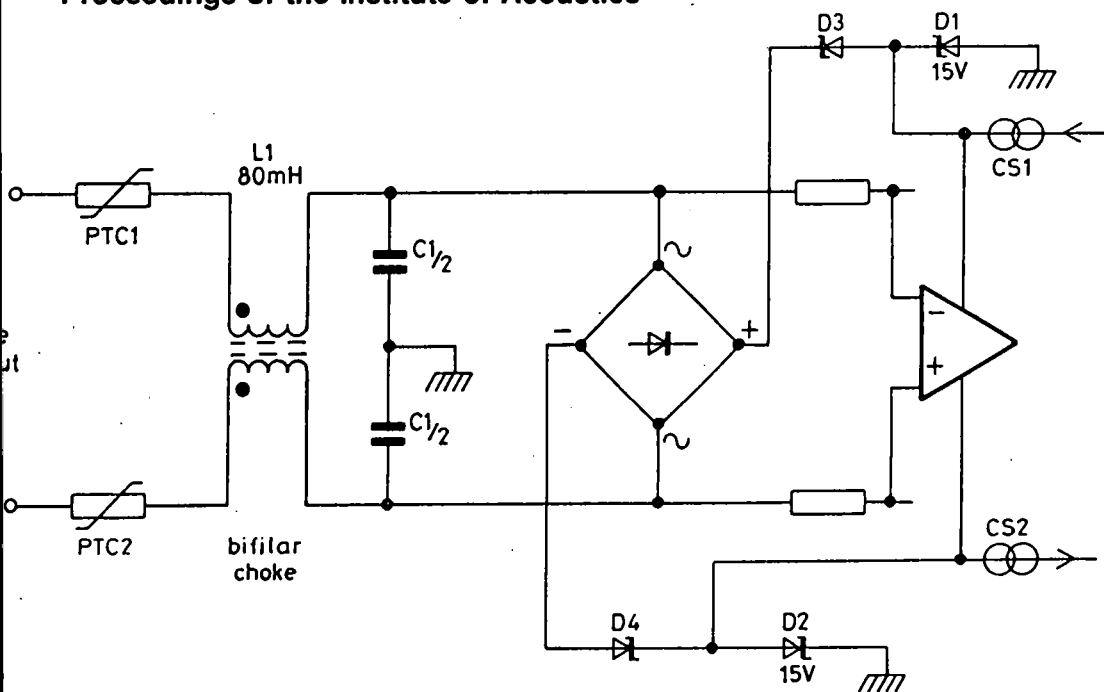 Proceedings of the Institute of Acoustics
D3
D1
15V
CS1
L1
80mH
PTC1
C1/2
~
-
+
-
+
C1/2
~
PTC2
bifilar
choke
CS2
D4
D2
15V